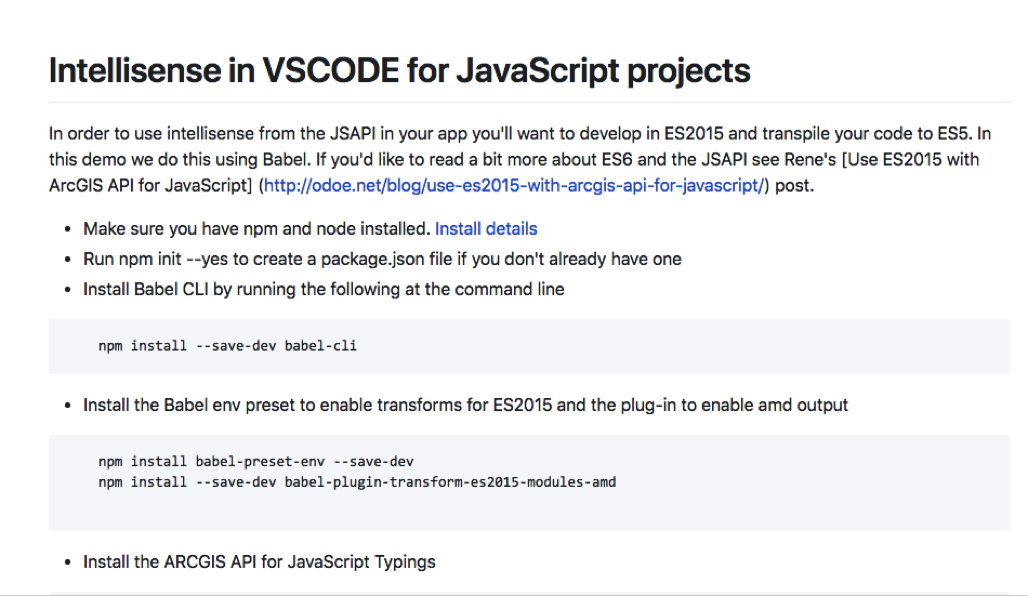 Intellisense in VSCODE for JavaScript projects
In order to use intellisense from the JSAPI in your app you'll want to develop in ES2015 and transpile your code to ES5. In
this demo we do this using Babel. If you'd like to read a bit more about ES6 and the JSAPI see Rene's [Use ES2015 with
ArcGIS API for JavaScript] (http://odoe.net/blog/use-es2015-with-arcgis-api-for-javascript/) post.
• Make sure you have npm and node installed. Install details
• Run npm init --yes to create a package.json file if you don't already have one
• Install Babel CLI by running the following at the command line
npm install --save-dev babel-cli
• Install the Babel env preset to enable transforms for ES2015 and the plug-in to enable amd output
npm install babel-preset-env --save-dev
npm install --save-dev babel-plugin-transform-es2015-modules-amd
• Install the ARCGIS API for JavaScript Typings